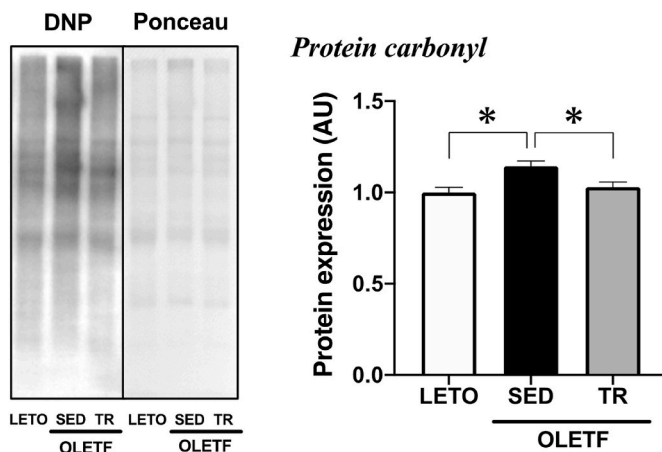 DNP Ponceau
LETO SED TR LETO SED TR
OLETF OLETF
Protein carbonyl
Protein expression (AU)
1.5
1.0
0.5
0.0
* *
LETO SED TR
OLETF